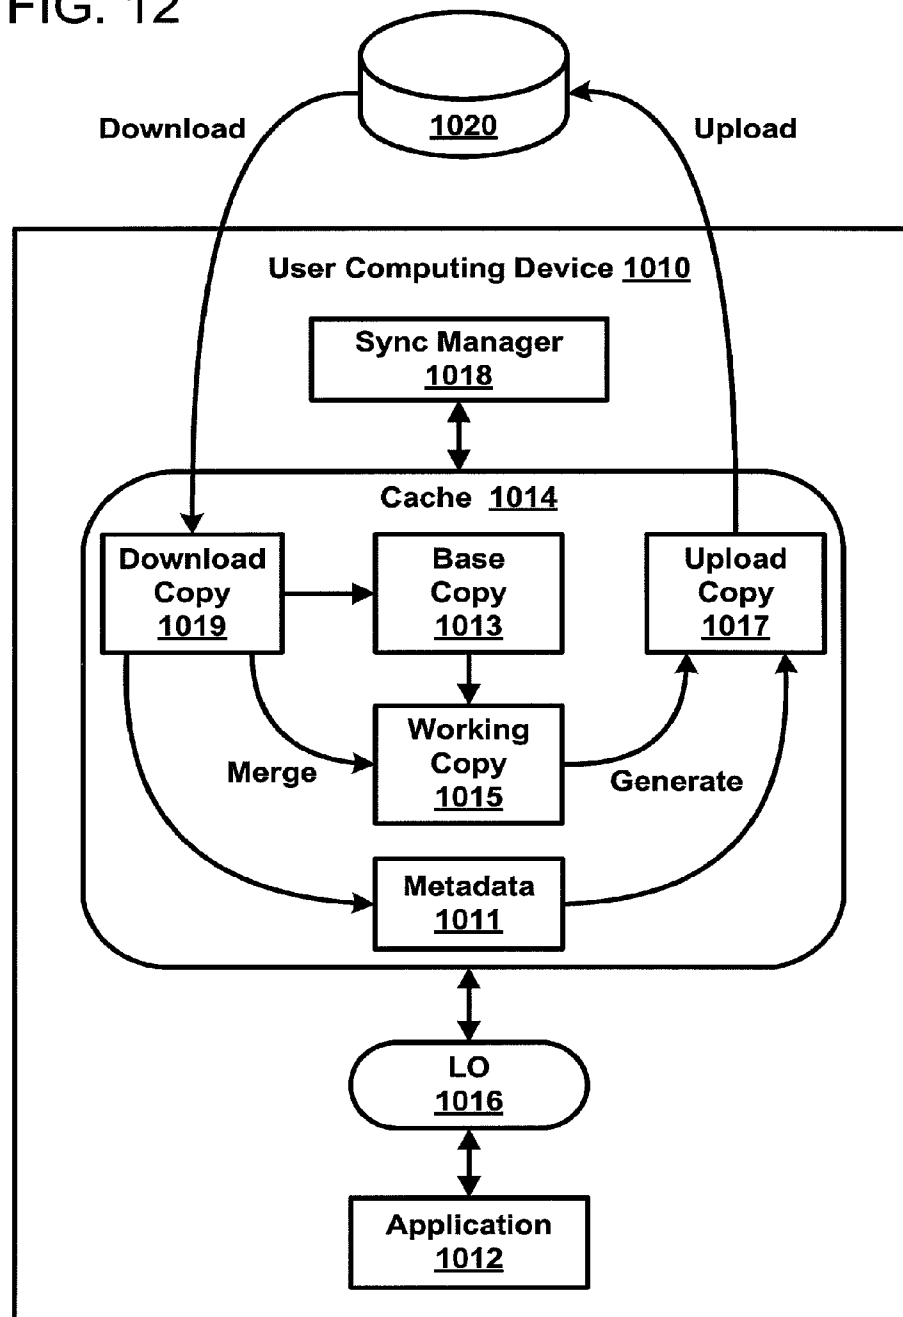 FIG. 12
1020
Download
Upload
User Computing Device 1010
Sync Manager
1018
Cache 1014
Download
Copy
1019
Base
Copy
1013
Upload
Copy
1017
Working
Copy
1015
Merge
Generate
Metadata
1011
LO
1016
Application
1012